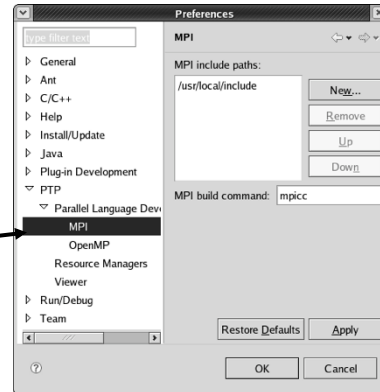 Preferences
type filter text
General
Ant
C/C++
Help
Install/Update
Java
Plug-in Development
PTP
Parallel Language Deve
MPI
OpenMP
Resource Managers
Viewer
Run/Debug
Team
MPI
MPI include paths:
/usr/local/include
New...
Remove
Up
Down
MPI build command: mpicc
Restore Defaults
Apply
OK
Cancel